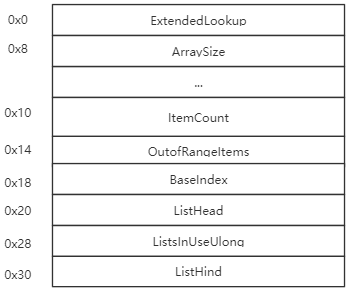 0x0 ExtendedLookup
0x8 ArraySize
...
0x10 ItemCount
0x14 OutofRangeItems
0x18 BaseIndex
0x20 ListHead
0x28 ListsInUseUlong
0x30 ListHind